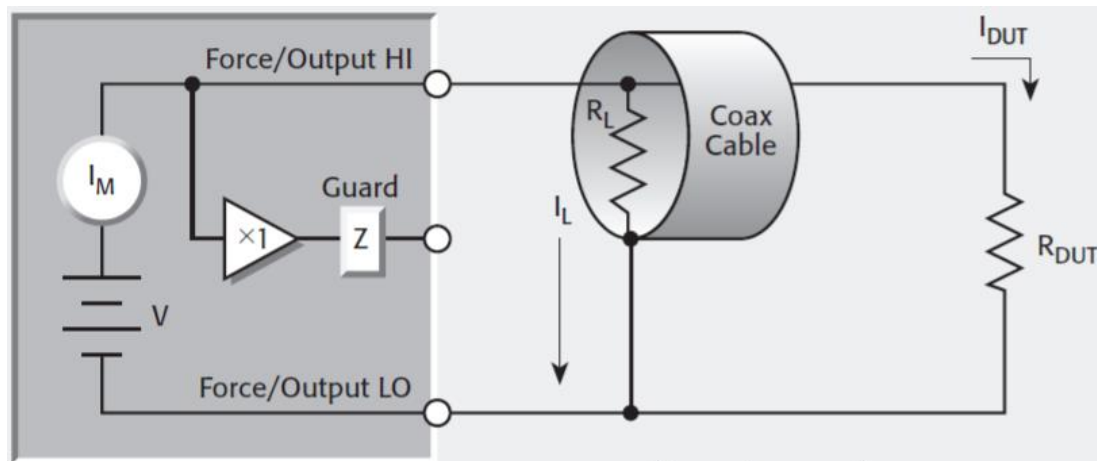 Force/Output HI
I_M
Guard
×1
Z
V
Force/Output LO
R_L
Coax
Cable
I_L
I_DUT
R_DUT